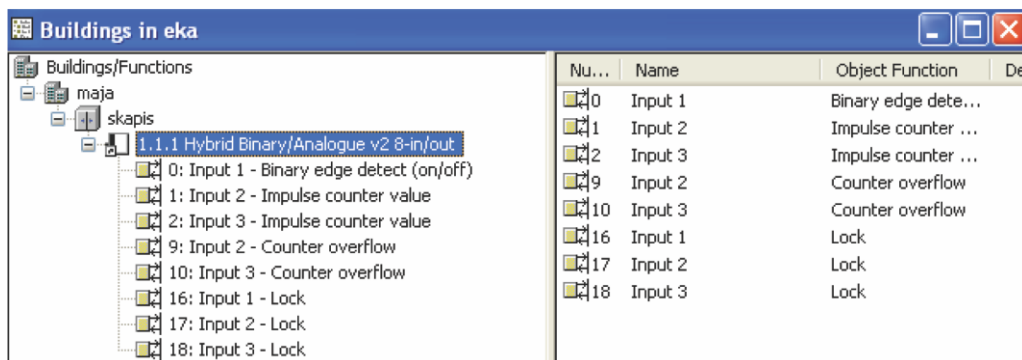 Buildings in eka
Buildings/Functions
maja
skapis
1.1.1 Hybrid Binary/Analogue v2 8-in/out
0: Input 1 - Binary edge detect (on/off)
1: Input 2 - Impulse counter value
2: Input 3 - Impulse counter value
9: Input 2 - Counter overflow
10: Input 3 - Counter overflow
16: Input 1 - Lock
17: Input 2 - Lock
18: Input 3 - Lock
Nu... Name Object Function De
0 Input 1 Binary edge dete...
1 Input 2 Impulse counter ...
2 Input 3 Impulse counter ...
9 Input 2 Counter overflow
10 Input 3 Counter overflow
16 Input 1 Lock
17 Input 2 Lock
18 Input 3 Lock